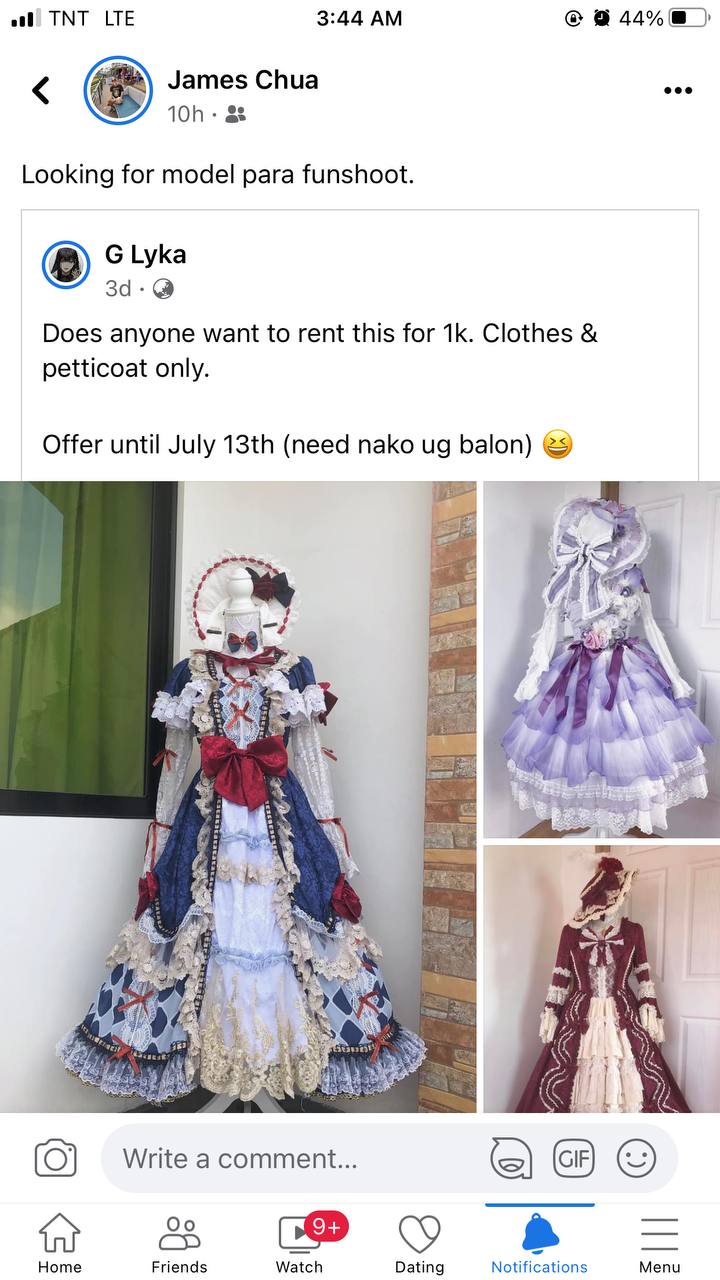 TNT LTE 3:44 AM 44%
James Chua
10h ·
Looking for model para funshoot.
G Lyka
3d ·
Does anyone want to rent this for 1k. Clothes &
petticoat only.
Offer until July 13th (need nako ug balon) 😆
Write a comment...
GIF
9+
Home Friends Watch Dating Notifications Menu